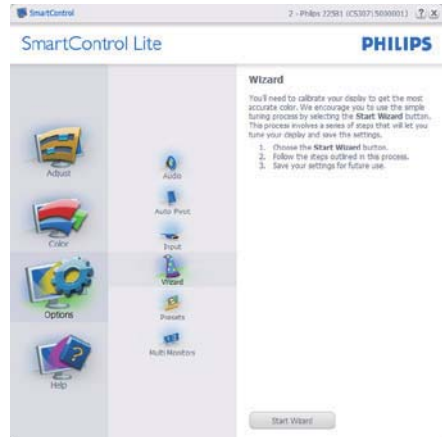 SmartControl
SmartControl Lite
PHILIPS
Adjust
Color
Options
Help
Audio
Auto Pivot
Input
Wizard
Presets
Multi Monitors
Wizard
You'll need to calibrate your display to get the most
accurate color. We encourage you to use the simple
tuning process by selecting the Start Wizard button.
This process involves a series of steps that will let you
tune your display and save the settings.
1. Choose the Start Wizard button.
2. Follow the steps outlined in this process.
3. Save your settings for future use.
Start Wizard